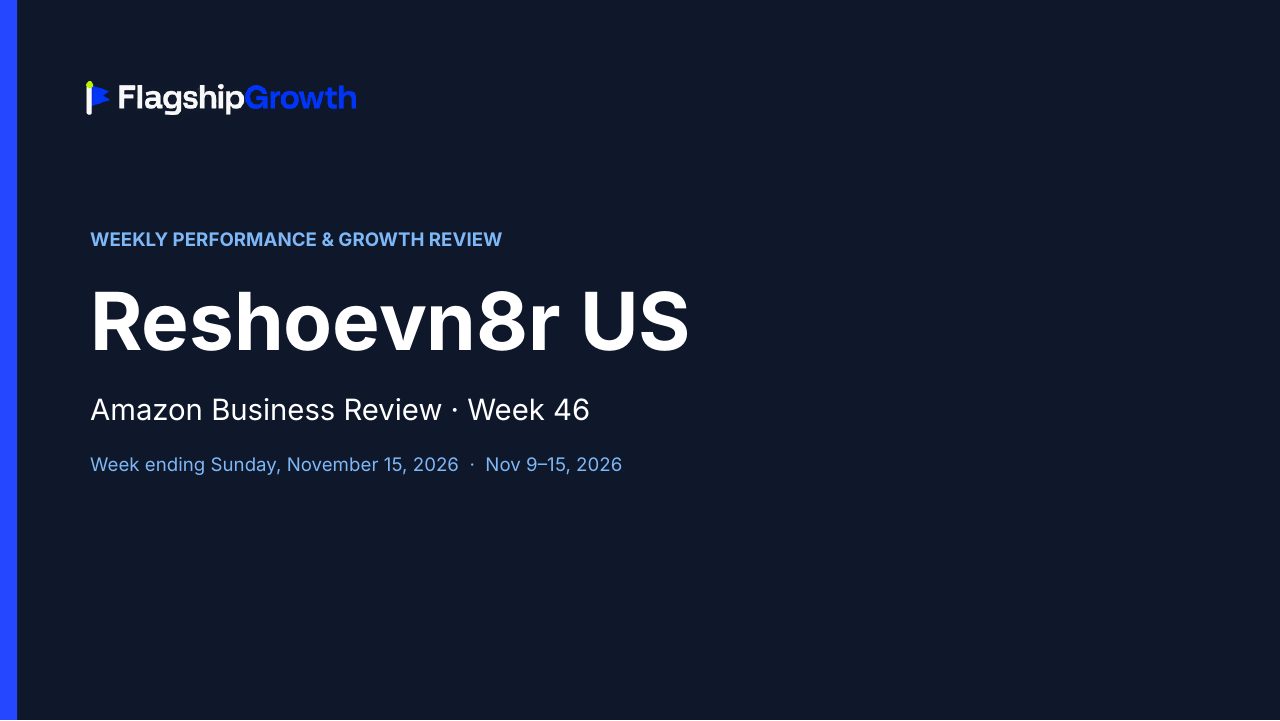 FlagshipGrowth
WEEKLY PERFORMANCE & GROWTH REVIEW
Reshoevn8r US
Amazon Business Review · Week 46
Week ending Sunday, November 15, 2026 · Nov 9–15, 2026